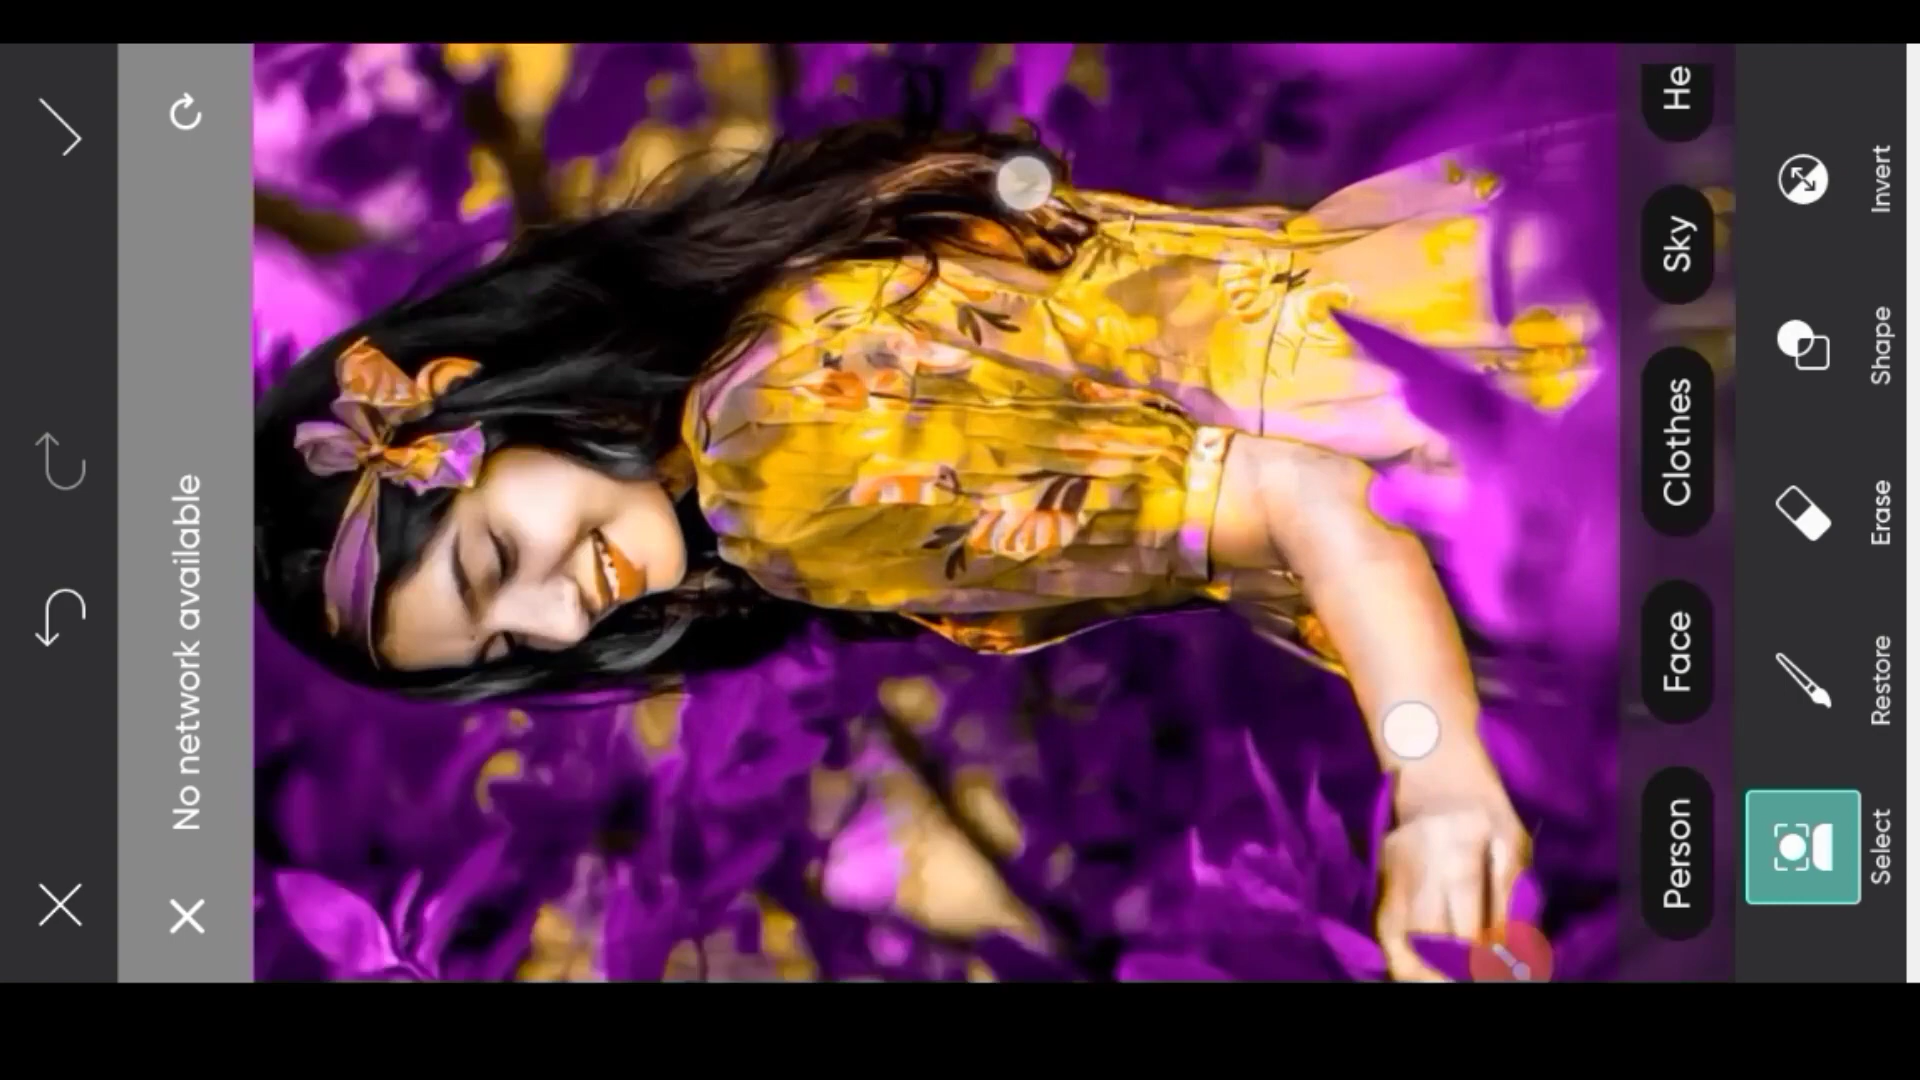 No network available
Person
Face
Clothes
Sky
He
Select
Restore
Erase
Shape
Invert